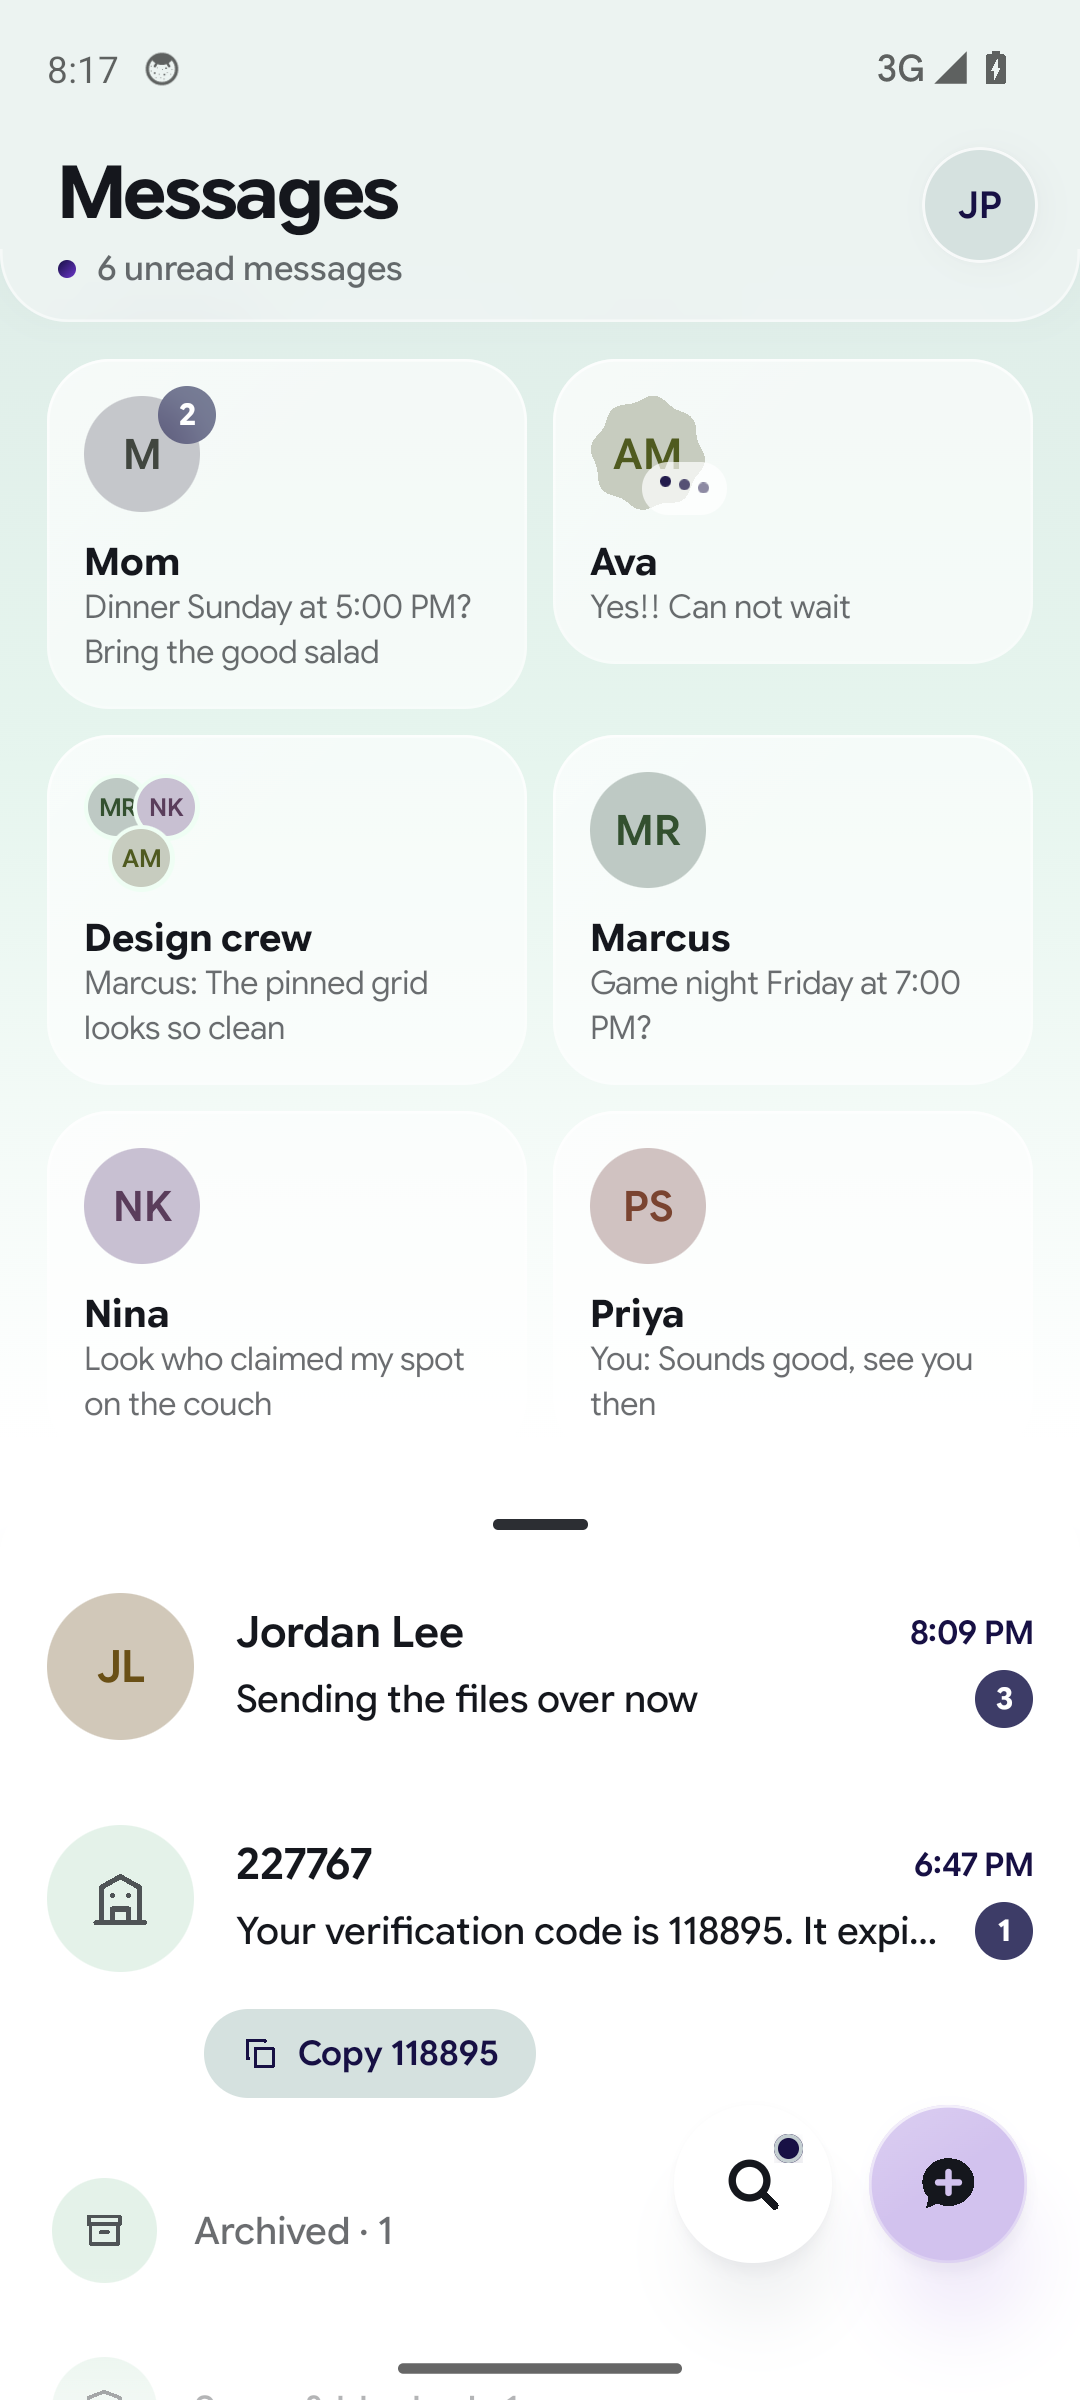 8:17
3G
Messages
JP
6 unread messages
M
2
Mom
Dinner Sunday at 5:00 PM?
Bring the good salad
AM
Ava
Yes!! Can not wait
MR
NK
AM
Design crew
Marcus: The pinned grid
looks so clean
MR
Marcus
Game night Friday at 7:00
PM?
NK
Nina
Look who claimed my spot
on the couch
PS
Priya
You: Sounds good, see you
then
JL
Jordan Lee
8:09 PM
Sending the files over now
3
227767
6:47 PM
Your verification code is 118895. It expi...
1
Copy 118895
Archived · 1